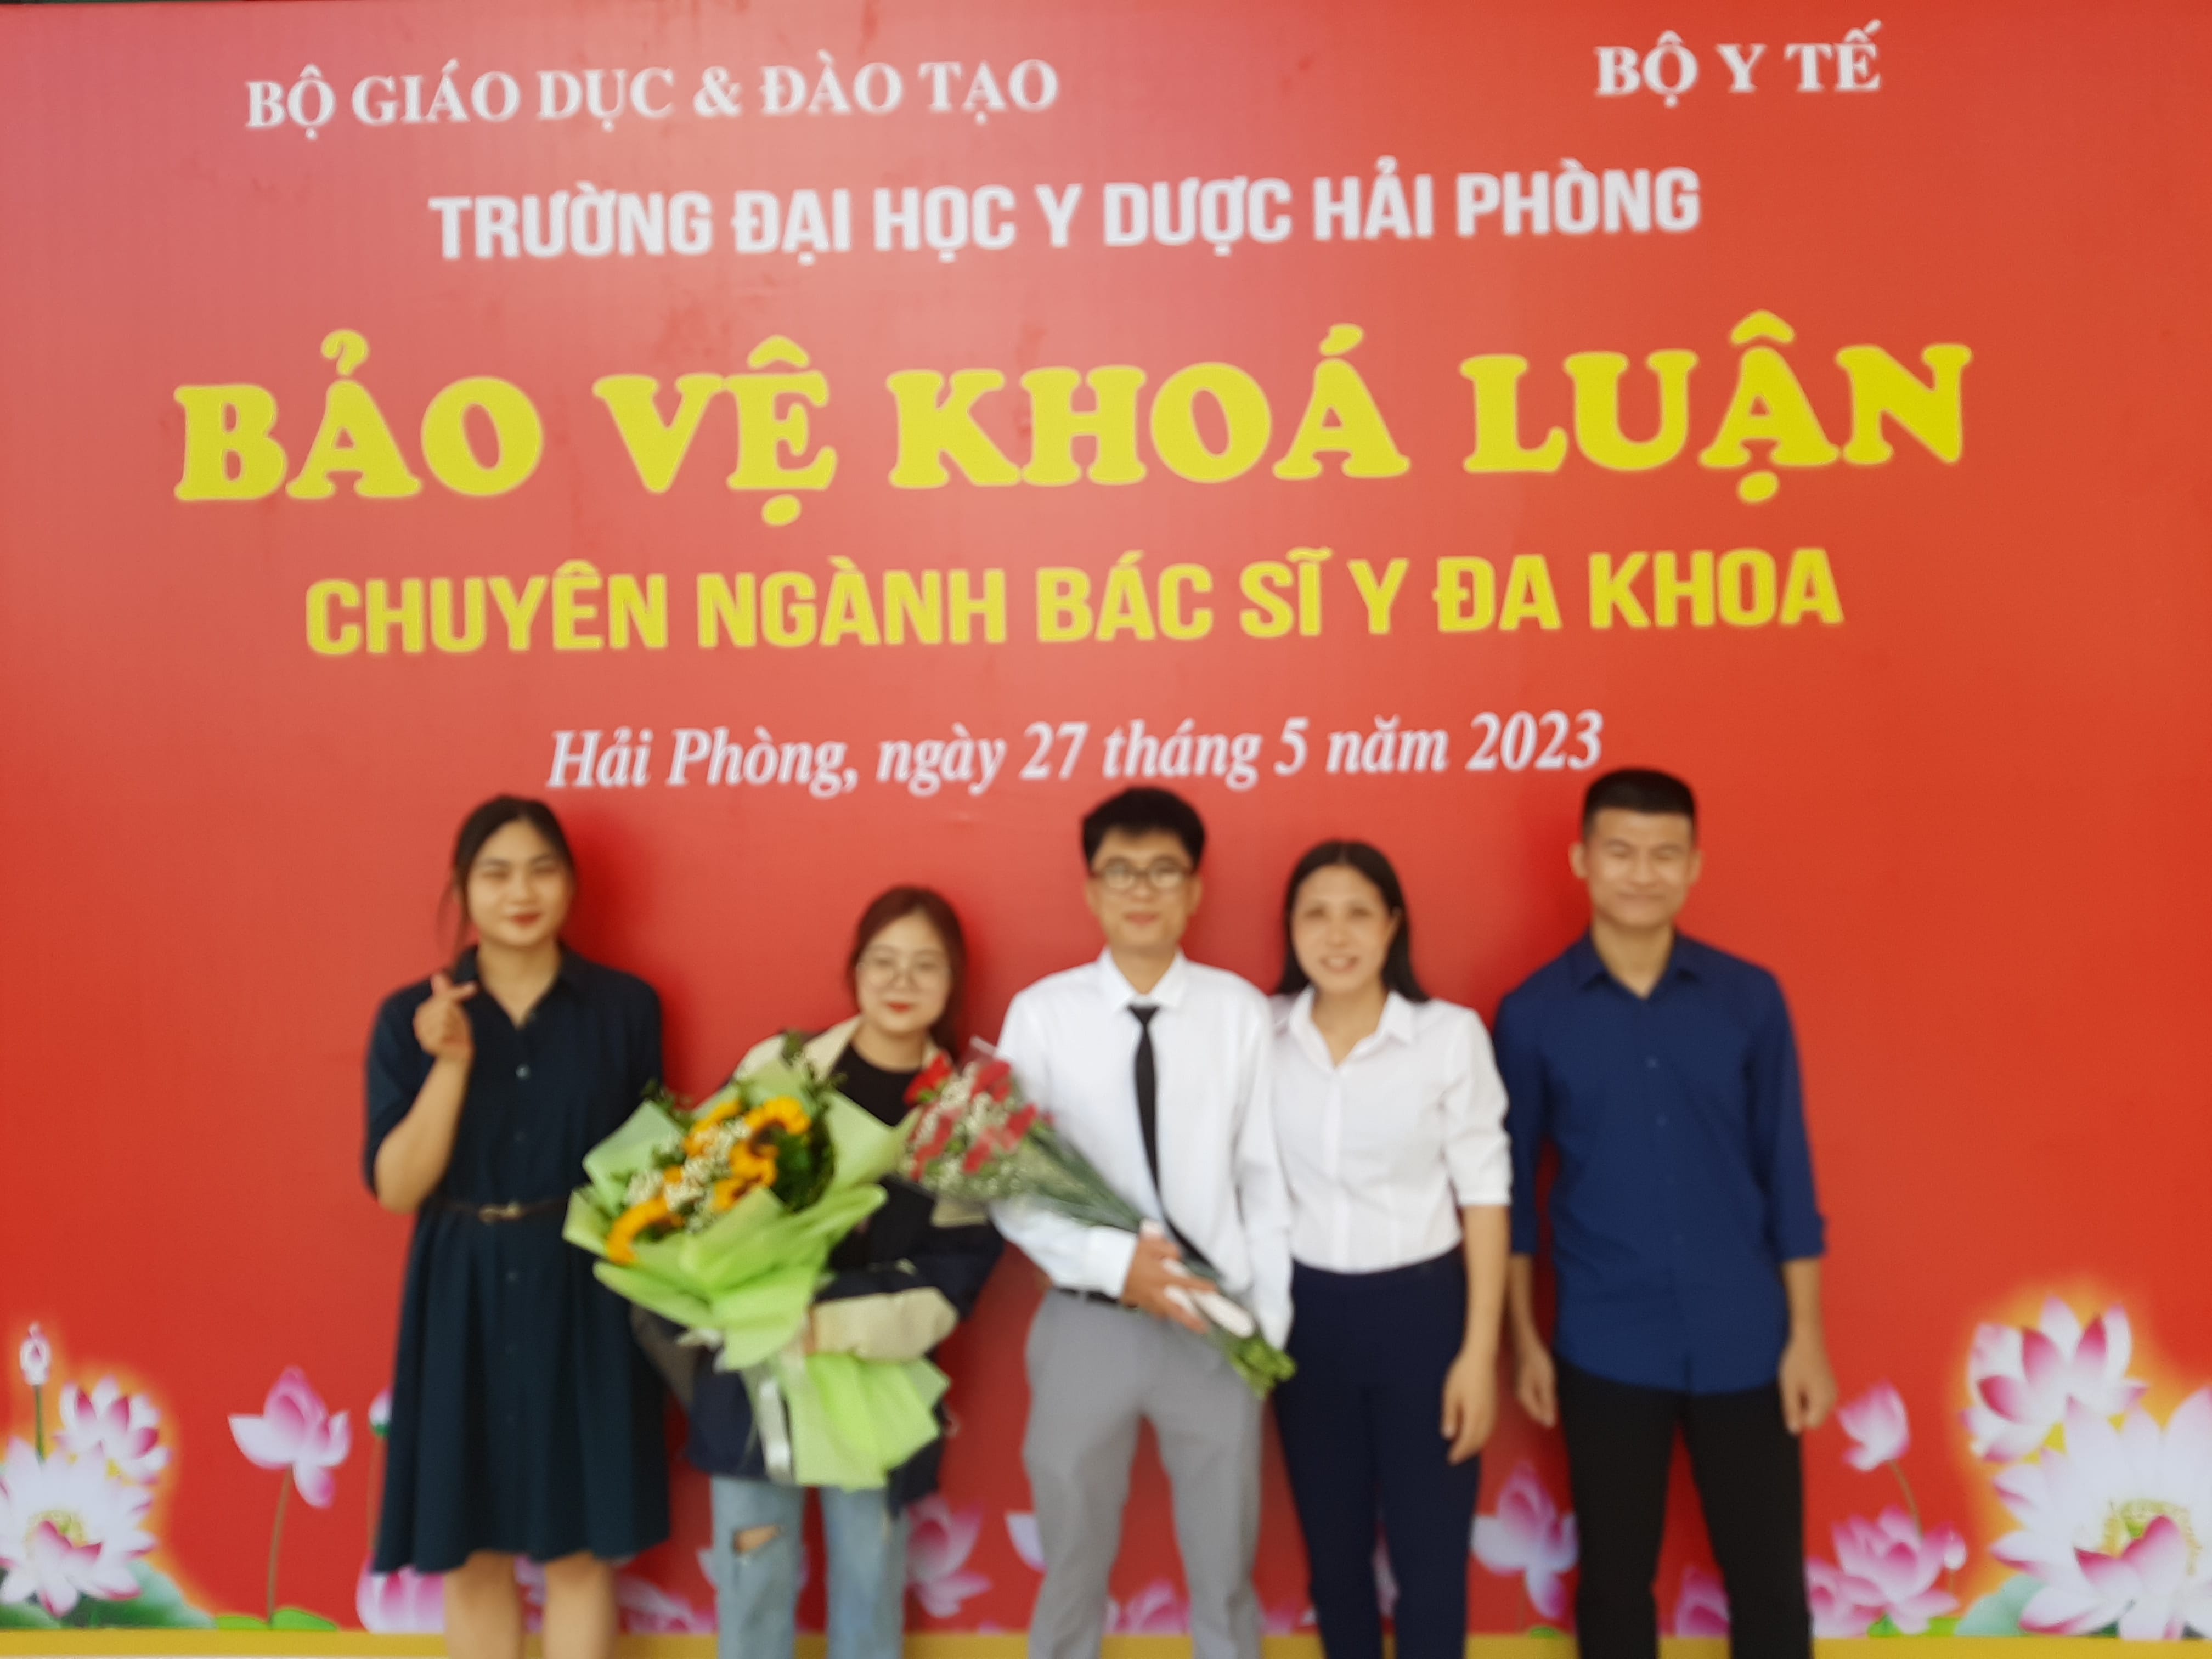 BỘ GIÁO DỤC & ĐÀO TẠO BỘ Y TẾ
TRƯỜNG ĐẠI HỌC Y DƯỢC HẢI PHÒNG
BẢO VỆ KHOÁ LUẬN
CHUYÊN NGÀNH BÁC SĨ Y ĐA KHOA
Hải Phòng, ngày 27 tháng 5 năm 2023